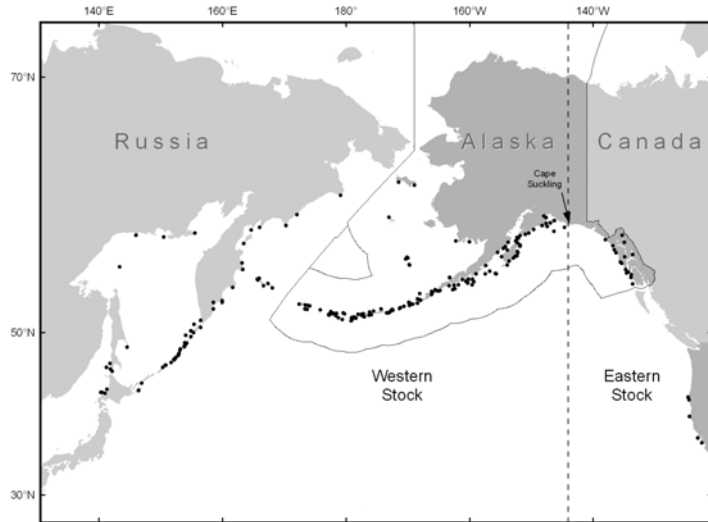 140°E 160°E 180° 160°W 140°W
70°N
Russia
Alaska
Canada
Cape
Suckling
50°N
Western
Stock
Eastern
Stock
30°N